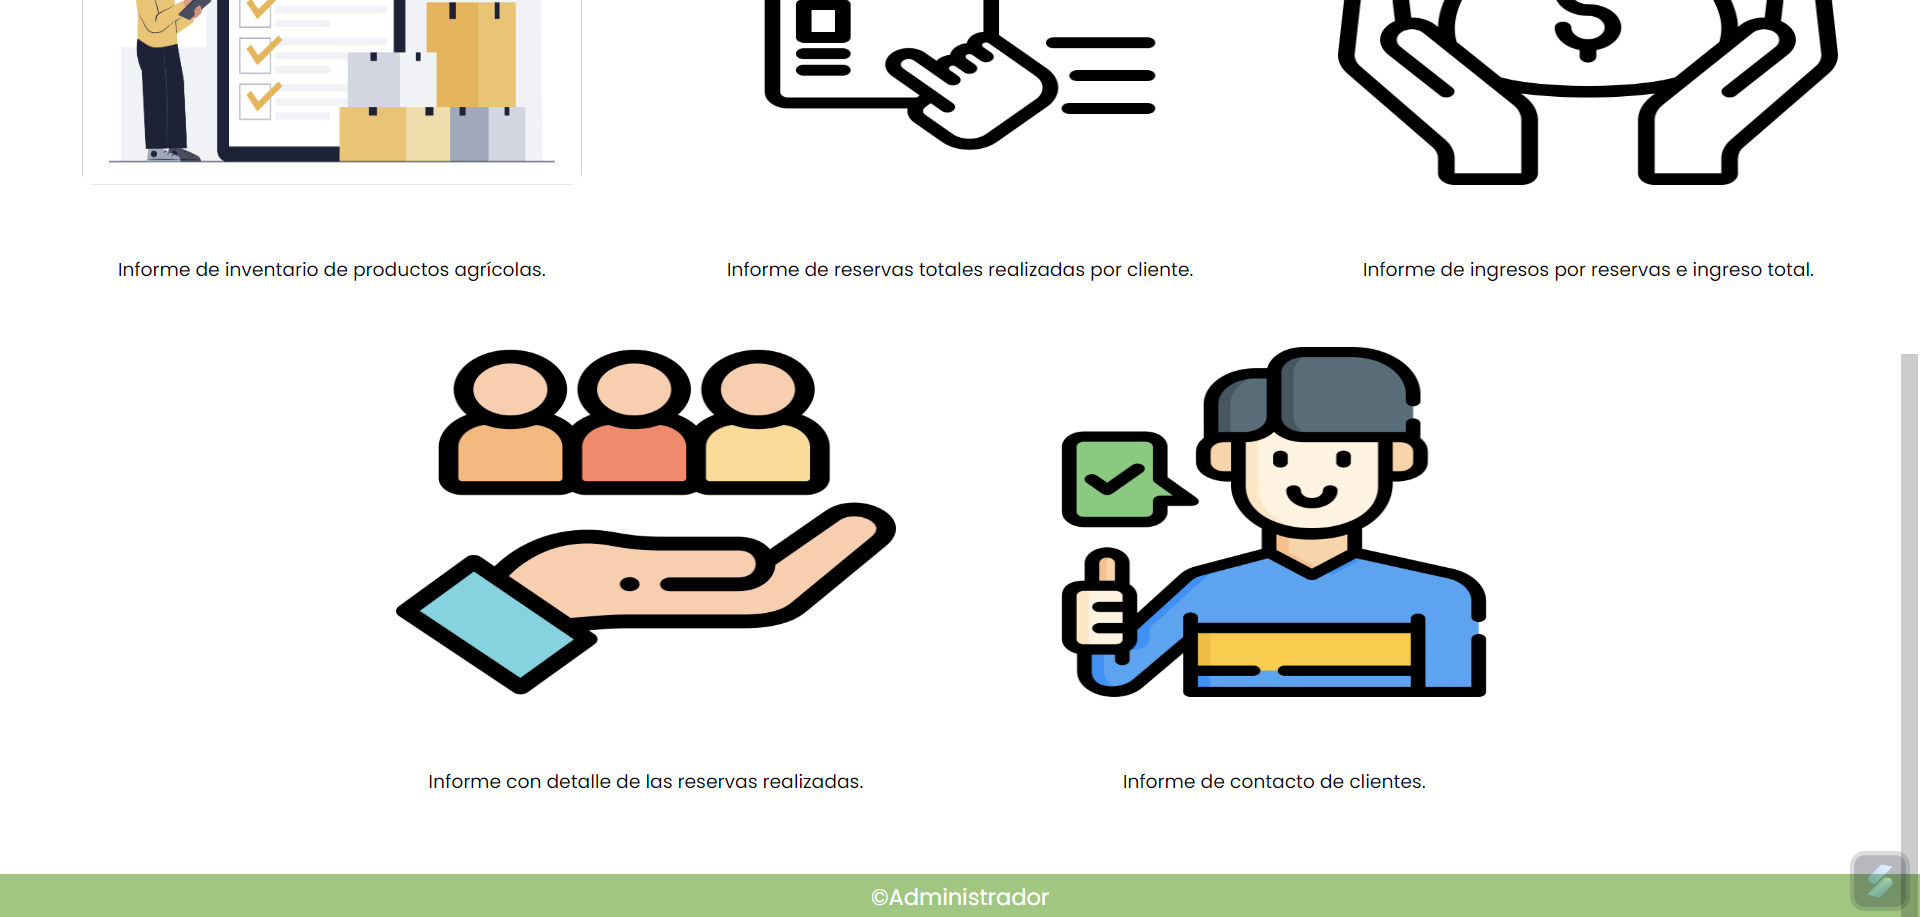 $
Informe de inventario de productos agrícolas.
Informe de reservas totales realizadas por cliente.
Informe de ingresos por reservas e ingreso total.
Informe con detalle de las reservas realizadas.
Informe de contacto de clientes.
©Administrador